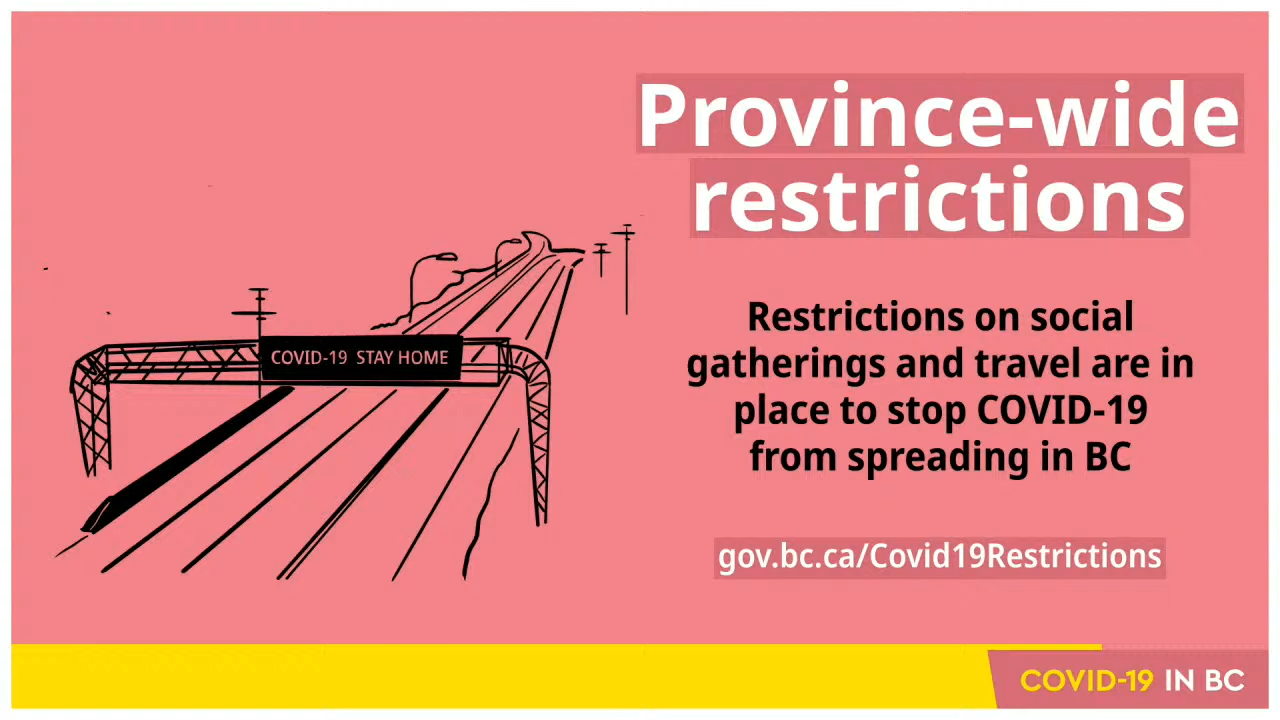 Province-wide
restrictions
Restrictions on social
gatherings and travel are in
place to stop COVID-19
from spreading in BC
gov.bc.ca/Covid19Restrictions
COVID-19 STAY HOME
COVID-19 IN BC